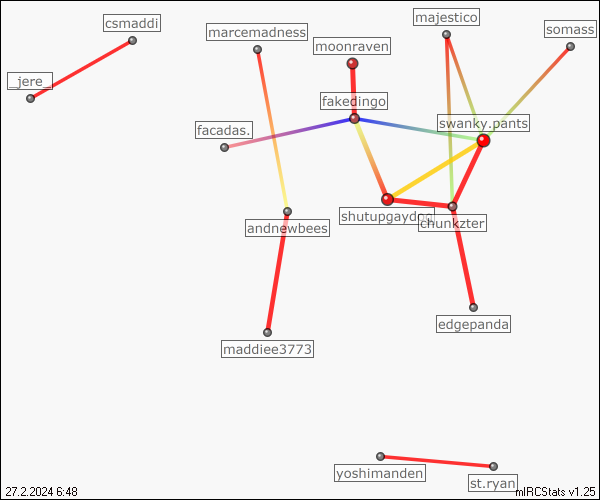 csmaddi
majestico
marcemadness
somass
moonraven
_jere_
fakedingo
swanky.pants
facadas.
shutupgaydog
chunkzter
andnewbees
edgepanda
maddiee3773
yoshimanden
st.ryan
27.2.2024 6:48
mIRCStats v1.25